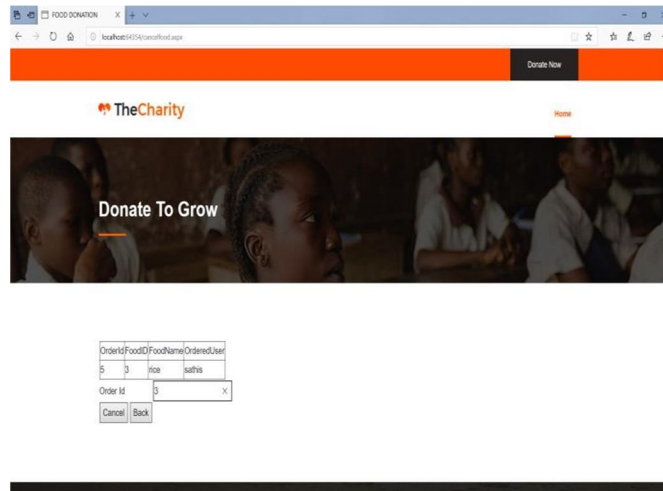 FOOD DONATION
localhost:64354/cancelfood.aspx
Donate Now
TheCharity
Home
Donate To Grow
OrderId FoodID FoodName OrderedUser
5 3 rice sathis
Order Id 3
Cancel Back